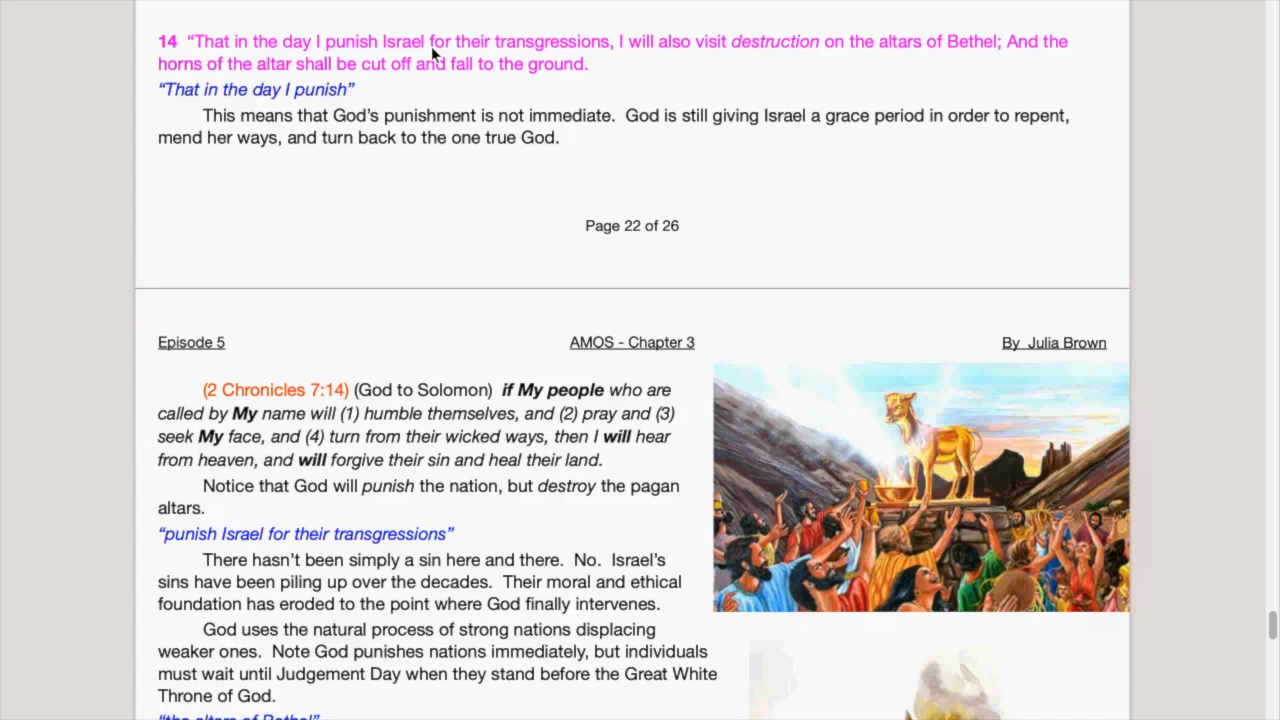 14 “That in the day I punish Israel for their transgressions, I will also visit destruction on the altars of Bethel; And the
horns of the altar shall be cut off and fall to the ground.
“That in the day I punish”
This means that God’s punishment is not immediate.  God is still giving Israel a grace period in order to repent,
mend her ways, and turn back to the one true God.
Page 22 of 26
Episode 5
AMOS - Chapter 3
By  Julia Brown
(2 Chronicles 7:14) (God to Solomon)  if My people who are
called by My name will (1) humble themselves, and (2) pray and (3)
seek My face, and (4) turn from their wicked ways, then I will hear
from heaven, and will forgive their sin and heal their land.
Notice that God will punish the nation, but destroy the pagan
altars.
“punish Israel for their transgressions”
There hasn’t been simply a sin here and there.  No.  Israel’s
sins have been piling up over the decades.  Their moral and ethical
foundation has eroded to the point where God finally intervenes.
God uses the natural process of strong nations displacing
weaker ones.  Note God punishes nations immediately, but individuals
must wait until Judgement Day when they stand before the Great White
Throne of God.
“the altars of Bethel”